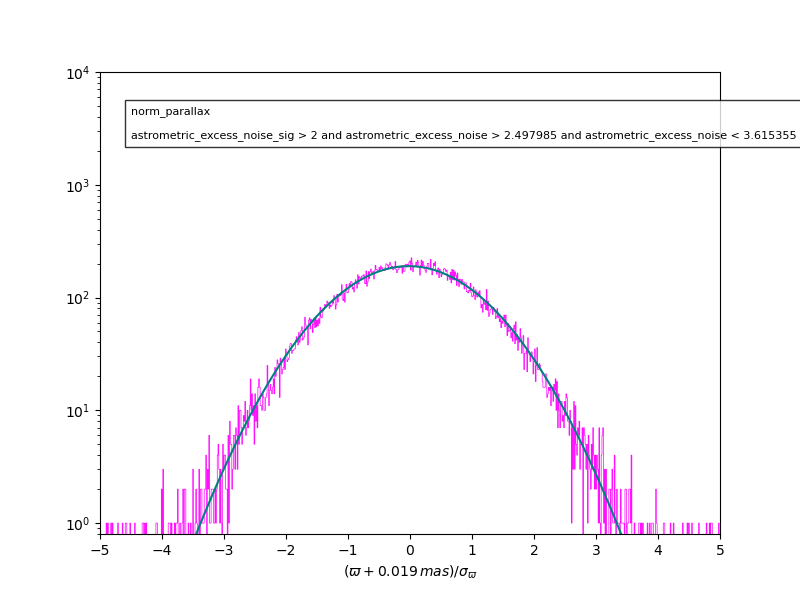 10⁴
norm_parallax
astrometric_excess_noise_sig > 2 and astrometric_excess_noise > 2.497985 and astrometric_excess_noise < 3.615355
10³
10²
10¹
10⁰
−5 −4 −3 −2 −1 0 1 2 3 4 5
(ϖ + 0.019 mas)/σ_ϖ